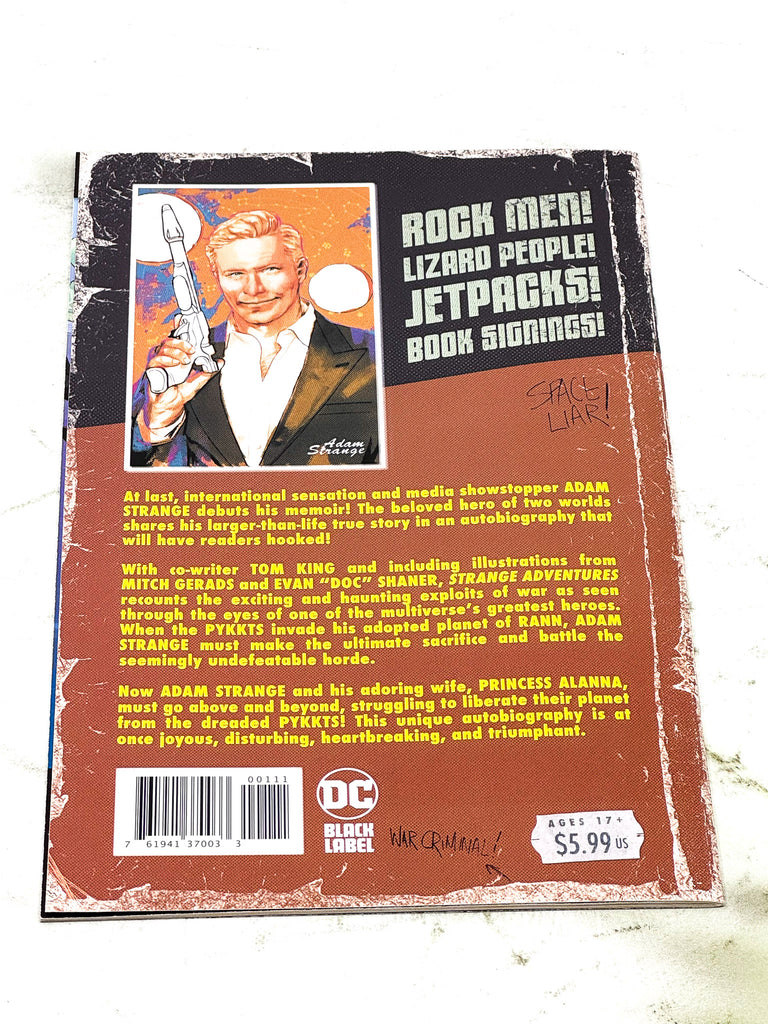 ROCK MEN!
LIZARD PEOPLE!
JETPACKS!
BOOK SIGNINGS!
SPACE
LIAR!
Adam
Strange
At last, international sensation and media showstopper ADAM
STRANGE debuts his memoir! The beloved hero of two worlds
shares his larger-than-life true story in an autobiography that
will have readers hooked!
With co-writer TOM KING and including illustrations from
MITCH GERADS and EVAN "DOC" SHANER, STRANGE ADVENTURES
recounts the exciting and haunting exploits of war as seen
through the eyes of one of the multiverse's greatest heroes.
When the PYKKTS invade his adopted planet of RANN, ADAM
STRANGE must make the ultimate sacrifice and battle the
seemingly undefeatable horde.
Now ADAM STRANGE and his adoring wife, PRINCESS ALANNA,
must go above and beyond, struggling to liberate their planet
from the dreaded PYKKTS! This unique autobiography is at
once joyous, disturbing, heartbreaking, and triumphant.
00111
7 61941 37003 3
DC
BLACK
LABEL
WAR CRIMINAL!
AGES 17+
$5.99 US